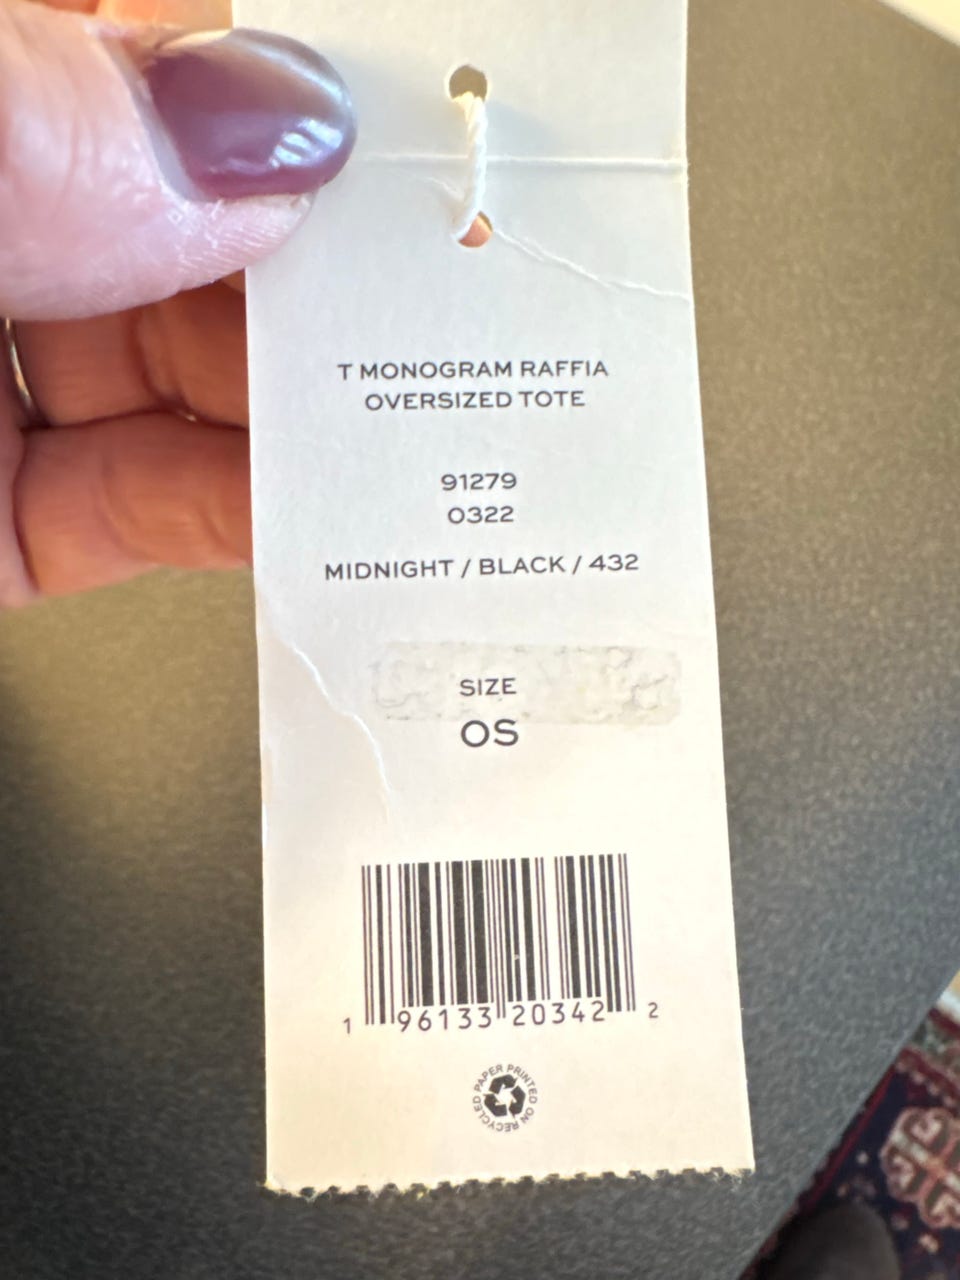 T MONOGRAM RAFFIA
OVERSIZED TOTE
91279
0322
MIDNIGHT / BLACK / 432
SIZE
OS
1 96133 20342 2
PRINTED ON RECYCLED PAPER